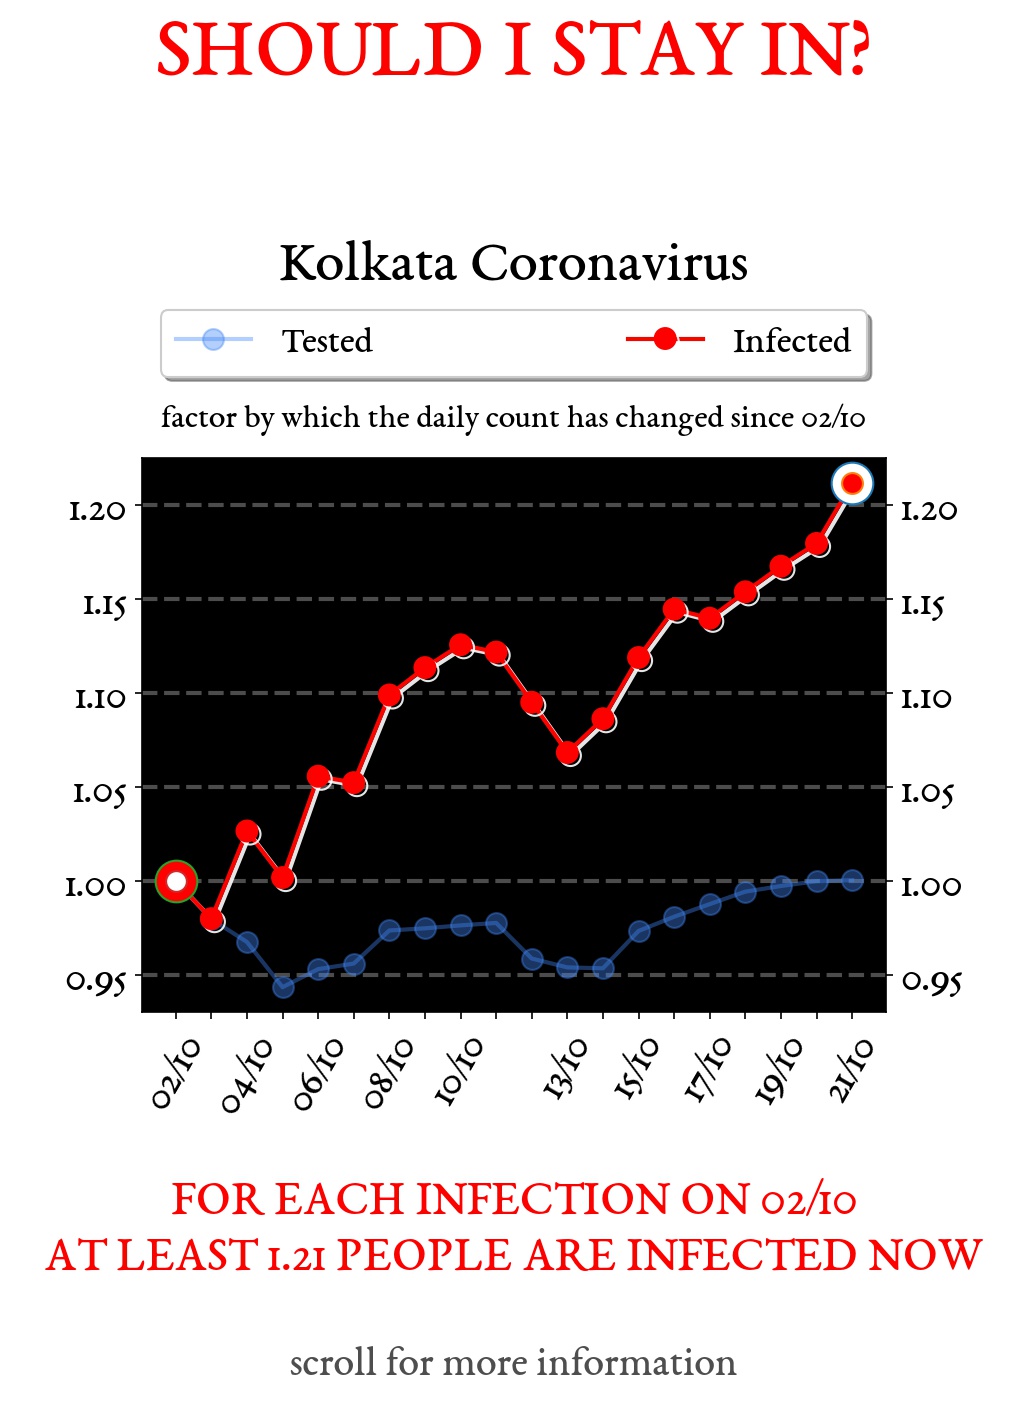 SHOULD I STAY IN?
Kolkata Coronavirus
Tested Infected
factor by which the daily count has changed since 02/10
1.20 1.20
1.15 1.15
1.10 1.10
1.05 1.05
1.00 1.00
0.95 0.95
02/10 04/10 06/10 08/10 10/10 13/10 15/10 17/10 19/10 21/10
FOR EACH INFECTION ON 02/10
AT LEAST 1.21 PEOPLE ARE INFECTED NOW
scroll for more information